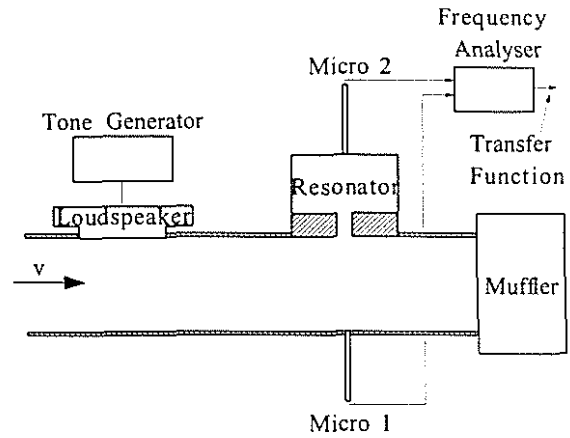 Frequency
Analyser
Micro 2
Tone Generator
Transfer
Function
Resonator
Loudspeaker
v
Muffler
Micro 1